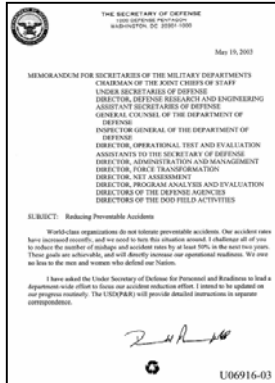 THE SECRETARY OF DEFENSE
1000 DEFENSE PENTAGON
WASHINGTON, DC 20301-1000
May 19, 2003
MEMORANDUM FOR SECRETARIES OF THE MILITARY DEPARTMENTS
CHAIRMAN OF THE JOINT CHIEFS OF STAFF
UNDER SECRETARIES OF DEFENSE
DIRECTOR, DEFENSE RESEARCH AND ENGINEERING
ASSISTANT SECRETARIES OF DEFENSE
GENERAL COUNSEL OF THE DEPARTMENT OF
DEFENSE
INSPECTOR GENERAL OF THE DEPARTMENT OF
DEFENSE
DIRECTOR, OPERATIONAL TEST AND EVALUATION
ASSISTANTS TO THE SECRETARY OF DEFENSE
DIRECTOR, ADMINISTRATION AND MANAGEMENT
DIRECTOR, FORCE TRANSFORMATION
DIRECTOR, NET ASSESSMENT
DIRECTOR, PROGRAM ANALYSIS AND EVALUATION
DIRECTORS OF THE DEFENSE AGENCIES
DIRECTORS OF THE DOD FIELD ACTIVITIES
SUBJECT: Reducing Preventable Accidents
World-class organizations do not tolerate preventable accidents. Our accident rates
have increased recently, and we need to turn this situation around. I challenge all of you
to reduce the number of mishaps and accident rates by at least 50% in the next two years.
These goals are achievable, and will directly increase our operational readiness. We owe
no less to the men and women who defend our Nation.
I have asked the Under Secretary of Defense for Personnel and Readiness to lead a
department-wide effort to focus our accident reduction effort. I intend to be updated on
our progress routinely. The USD(P&R) will provide detailed instructions in separate
correspondence.
U06916-03